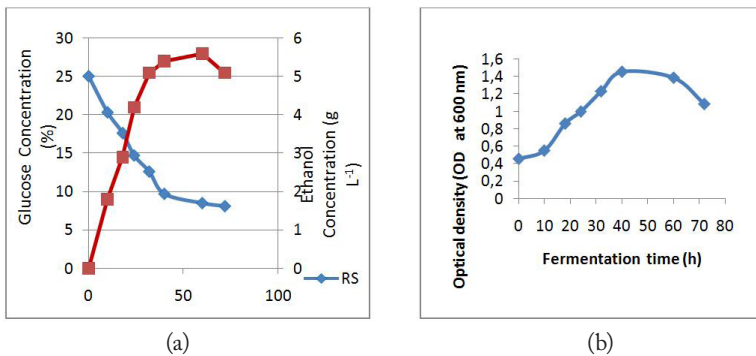 30
25
20
15
10
5
0
Glucose Concentration
(%)
6
5
4
3
2
1
0
Ethanol
Concentration (g
L-1)
0 50 100
RS
(a)
1,6
1,4
1,2
1
0,8
0,6
0,4
0,2
0
Optical density (OD at 600 nm)
0 10 20 30 40 50 60 70 80
Fermentation time (h)
(b)